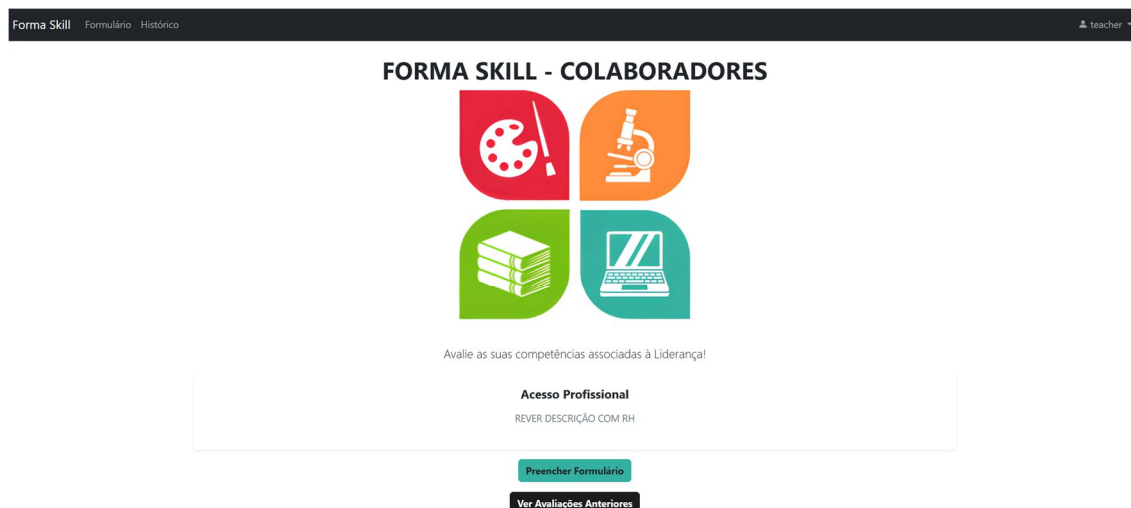 Forma Skill Formulário Histórico teacher
FORMA SKILL - COLABORADORES
Avalie as suas competências associadas à Liderança!
Acesso Profissional
REVER DESCRIÇÃO COM RH
Preencher Formulário
Ver Avaliações Anteriores